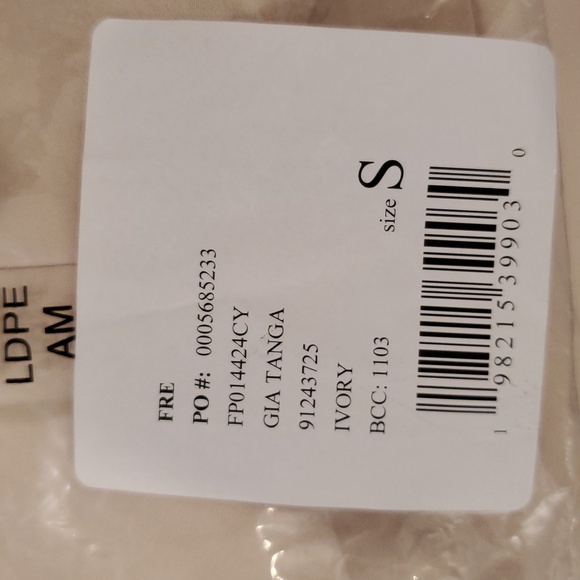 FRE
PO #: 0005685233
FP014424CY
GIA TANGA
91243725
IVORY
BCC: 1103
size S
1 98215 39903 0
LDPE
AM